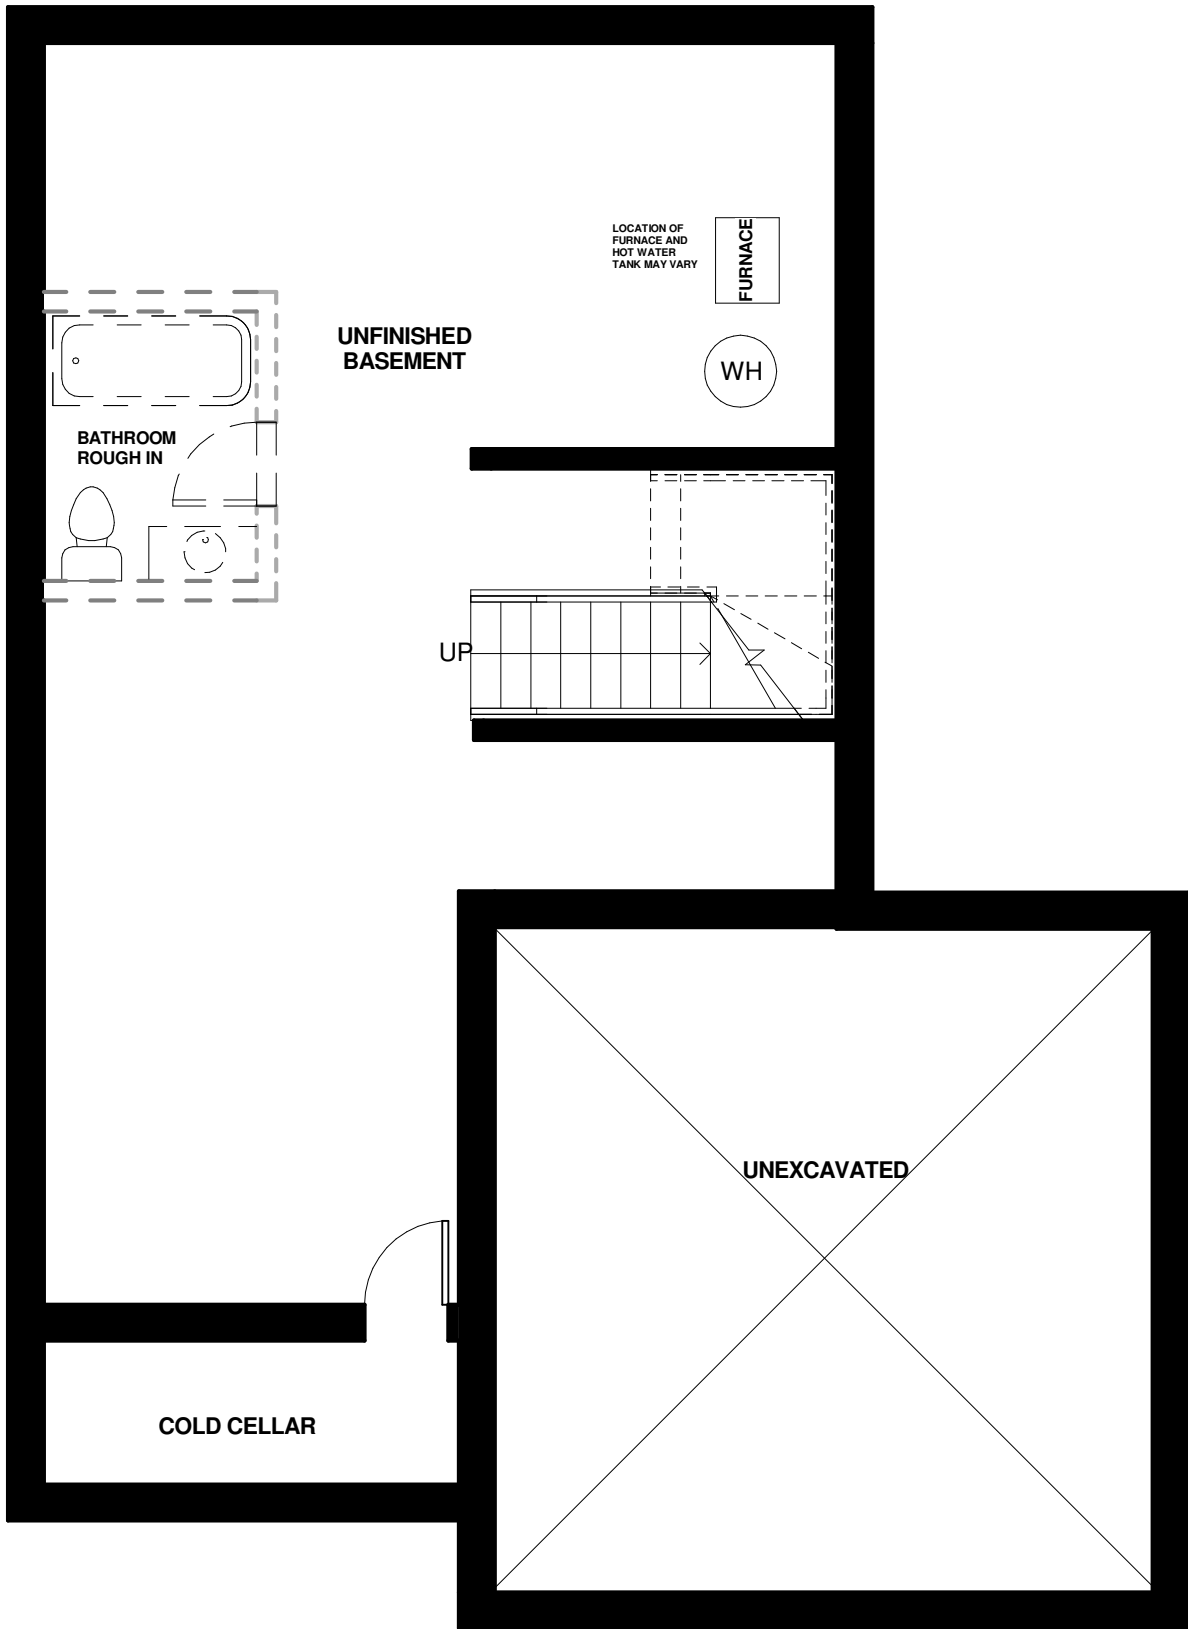 LOCATION OF
FURNACE AND
HOT WATER
TANK MAY VARY
FURNACE
UNFINISHED
BASEMENT
WH
BATHROOM
ROUGH IN
UP
UNEXCAVATED
COLD CELLAR